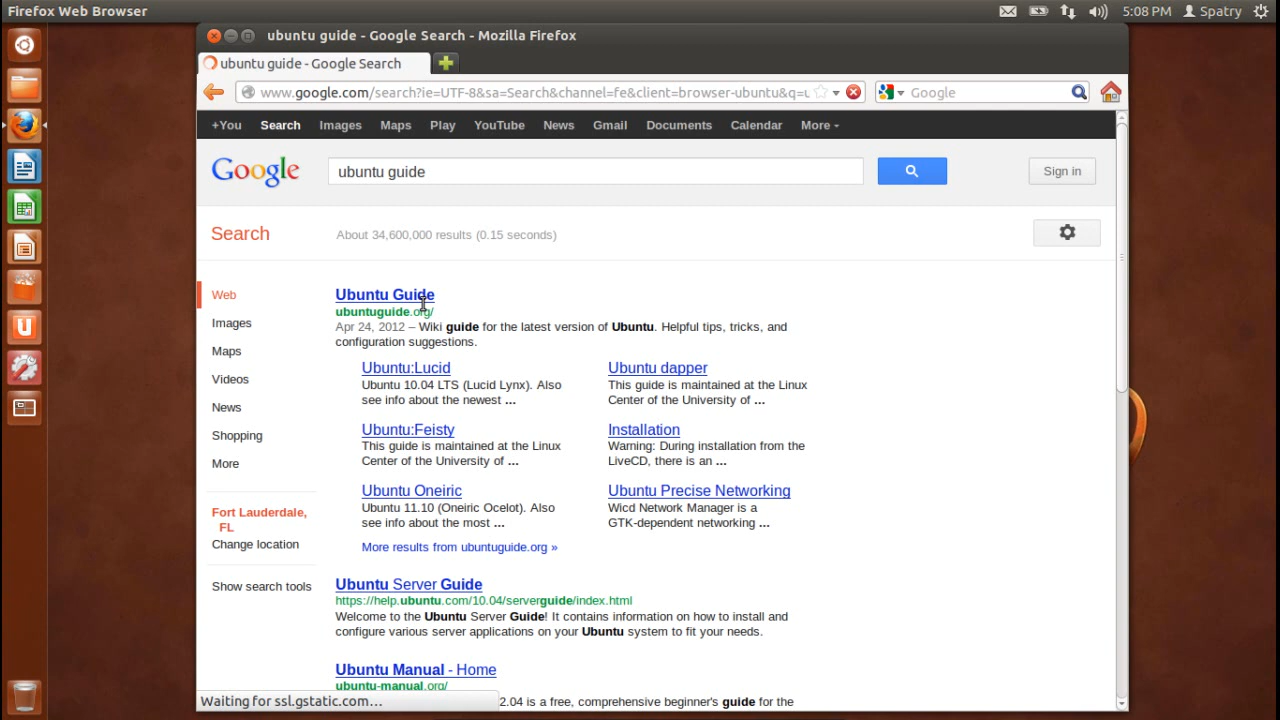 Firefox Web Browser
5:08 PM Spatry
ubuntu guide - Google Search - Mozilla Firefox
ubuntu guide - Google Search
www.google.com/search?ie=UTF-8&sa=Search&channel=fe&client=browser-ubuntu&q=u
Google
+You Search Images Maps Play YouTube News Gmail Documents Calendar More
Google
ubuntu guide
Sign in
Search
About 34,600,000 results (0.15 seconds)
Web
Images
Maps
Videos
News
Shopping
More
Fort Lauderdale,
FL
Change location
Show search tools
Ubuntu Guide
ubuntuguide.org/
Apr 24, 2012 – Wiki guide for the latest version of Ubuntu. Helpful tips, tricks, and
configuration suggestions.
Ubuntu:Lucid
Ubuntu 10.04 LTS (Lucid Lynx). Also
see info about the newest ...
Ubuntu dapper
This guide is maintained at the Linux
Center of the University of ...
Ubuntu:Feisty
This guide is maintained at the Linux
Center of the University of ...
Installation
Warning: During installation from the
LiveCD, there is an ...
Ubuntu Oneiric
Ubuntu 11.10 (Oneiric Ocelot). Also
see info about the most ...
Ubuntu Precise Networking
Wicd Network Manager is a
GTK-dependent networking ...
More results from ubuntuguide.org »
Ubuntu Server Guide
https://help.ubuntu.com/10.04/serverguide/index.html
Welcome to the Ubuntu Server Guide! It contains information on how to install and
configure various server applications on your Ubuntu system to fit your needs.
Ubuntu Manual - Home
ubuntu-manual.org/
2.04 is a free, comprehensive beginner's guide for the
Waiting for ssl.gstatic.com...